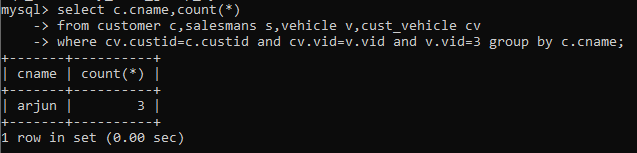 mysql> select c.cname,count(*)
    -> from customer c,salesmans s,vehicle v,cust_vehicle cv
    -> where cv.custid=c.custid and cv.vid=v.vid and v.vid=3 group by c.cname;
+-------+----------+
| cname | count(*) |
+-------+----------+
| arjun |        3 |
+-------+----------+
1 row in set (0.00 sec)